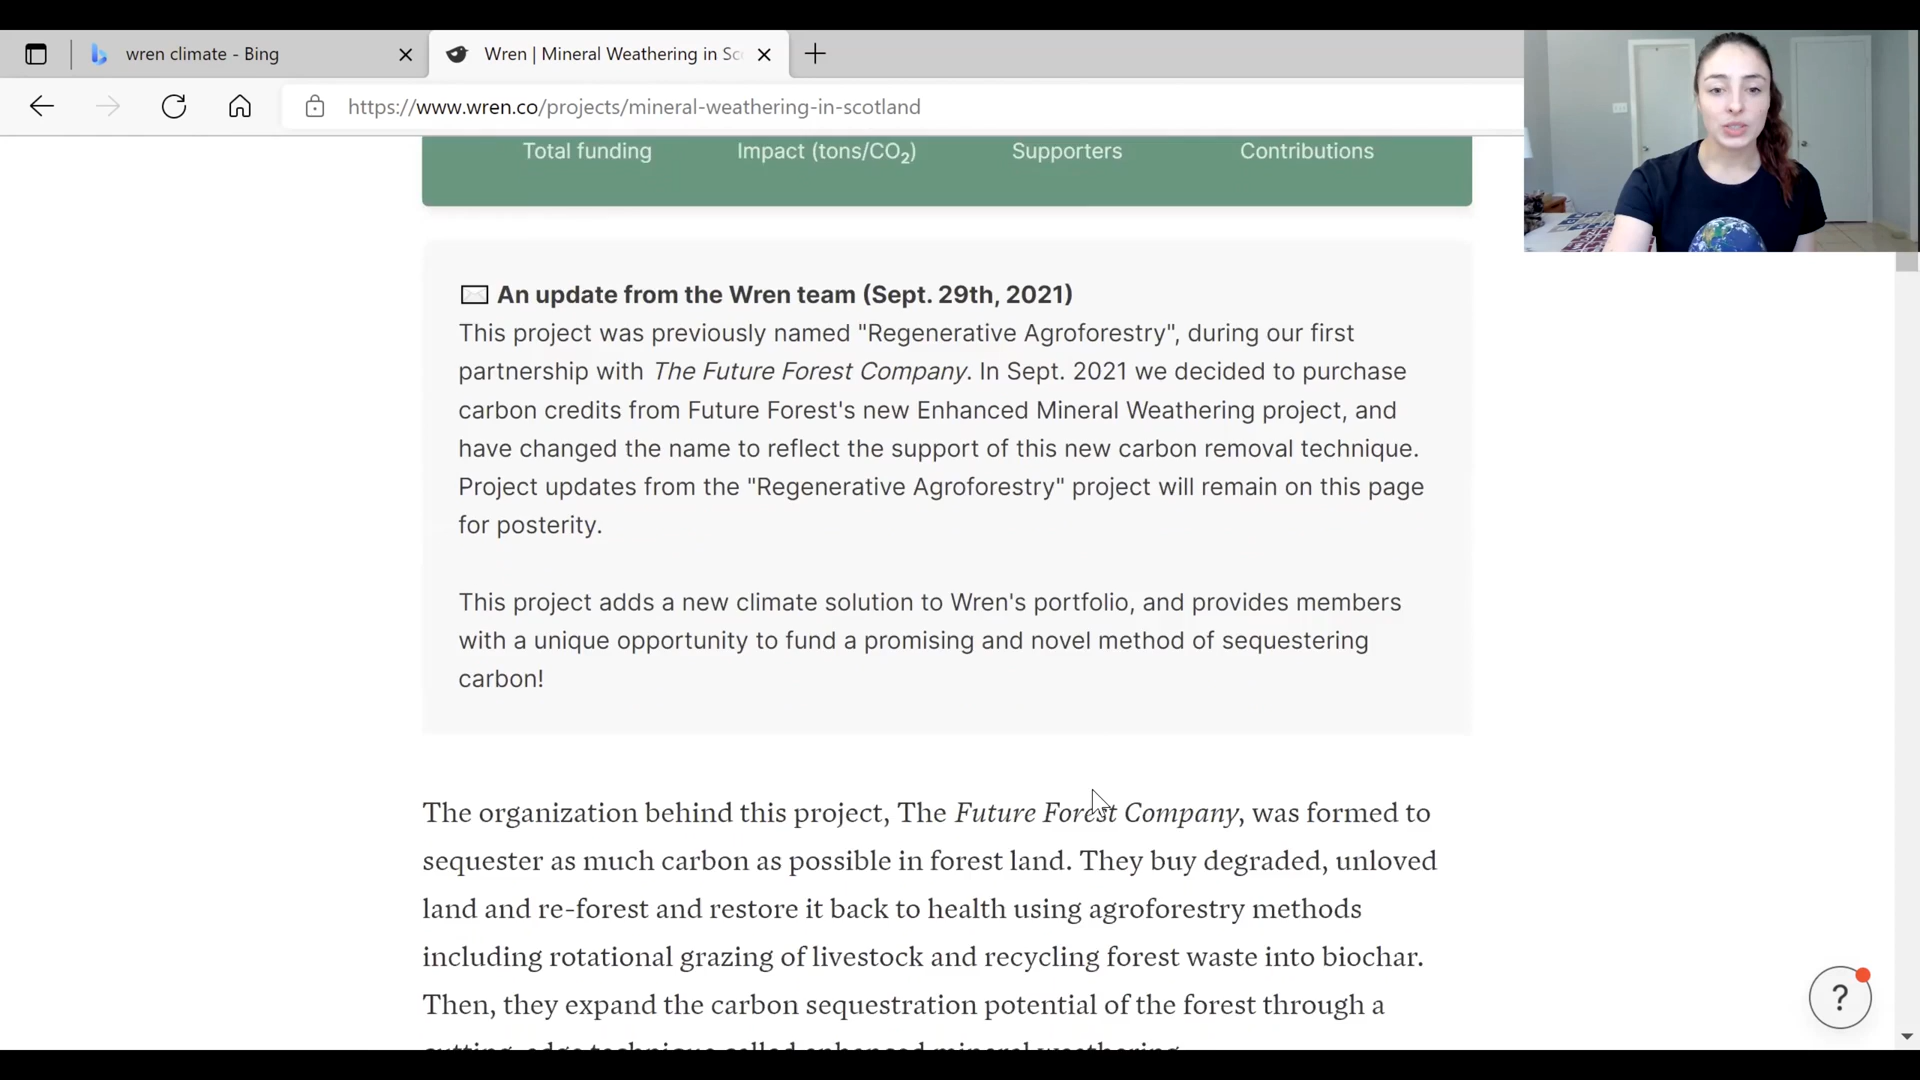 wren climate - Bing
Wren | Mineral Weathering in Sc
https://www.wren.co/projects/mineral-weathering-in-scotland
Total funding
Impact (tons/CO₂)
Supporters
Contributions
An update from the Wren team (Sept. 29th, 2021)
This project was previously named "Regenerative Agroforestry", during our first
partnership with The Future Forest Company. In Sept. 2021 we decided to purchase
carbon credits from Future Forest's new Enhanced Mineral Weathering project, and
have changed the name to reflect the support of this new carbon removal technique.
Project updates from the "Regenerative Agroforestry" project will remain on this page
for posterity.
This project adds a new climate solution to Wren's portfolio, and provides members
with a unique opportunity to fund a promising and novel method of sequestering
carbon!
The organization behind this project, The Future Forest Company, was formed to
sequester as much carbon as possible in forest land. They buy degraded, unloved
land and re-forest and restore it back to health using agroforestry methods
including rotational grazing of livestock and recycling forest waste into biochar.
Then, they expand the carbon sequestration potential of the forest through a
cutting-edge technique called enhanced mineral weathering.
?